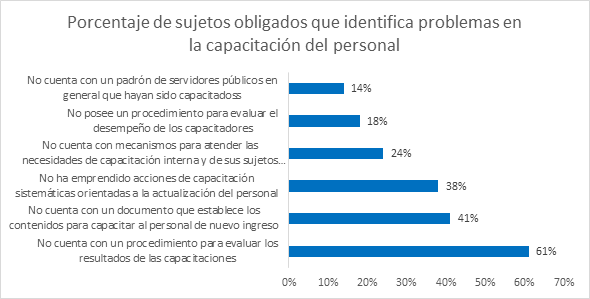 Porcentaje de sujetos obligados que identifica problemas en
la capacitación del personal
No cuenta con un padrón de servidores públicos en
general que hayan sido capacitadoss
14%
No posee un procedimiento para evaluar el
desempeño de los capacitadores
18%
No cuenta con mecanismos para atender las
necesidades de capacitación interna y de sus sujetos...
24%
No ha emprendido acciones de capacitación
sistemáticas orientadas a la actualización del personal
38%
No cuenta con un documento que establece los
contenidos para capacitar al personal de nuevo ingreso
41%
No cuenta con un procedimiento para evaluar los
resultados de las capacitaciones
61%
0% 10% 20% 30% 40% 50% 60% 70%